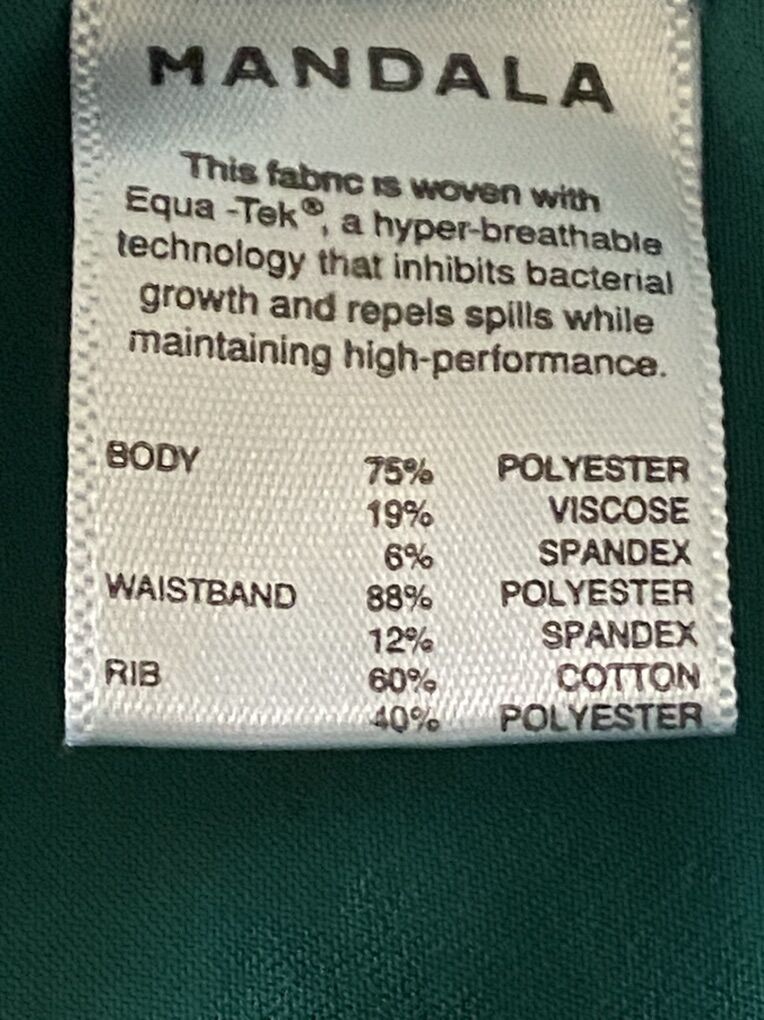 MANDALA
This fabric is woven with
Equa -Tek®, a hyper-breathable
technology that inhibits bacterial
growth and repels spills while
maintaining high-performance.
BODY 75% POLYESTER
19% VISCOSE
6% SPANDEX
WAISTBAND 88% POLYESTER
12% SPANDEX
RIB 60% COTTON
40% POLYESTER